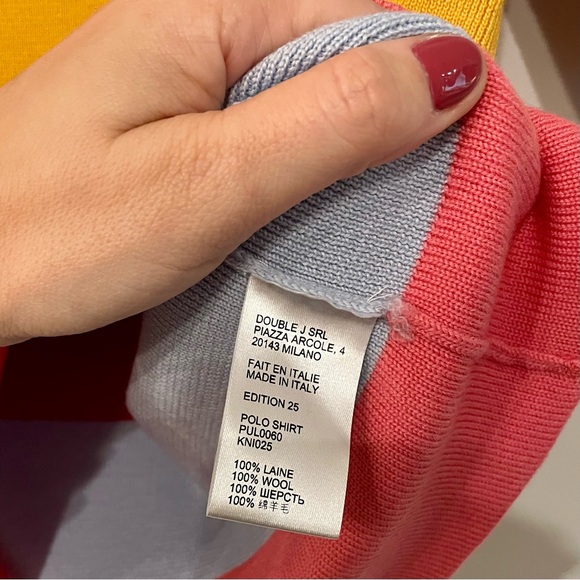 DOUBLE J SRL
PIAZZA ARCOLE, 4
20143 MILANO
FAIT EN ITALIE
MADE IN ITALY
EDITION 25
POLO SHIRT
PUL0060
KNI025
100% LAINE
100% WOOL
100% ШЕРСТЬ
100% 绵羊毛